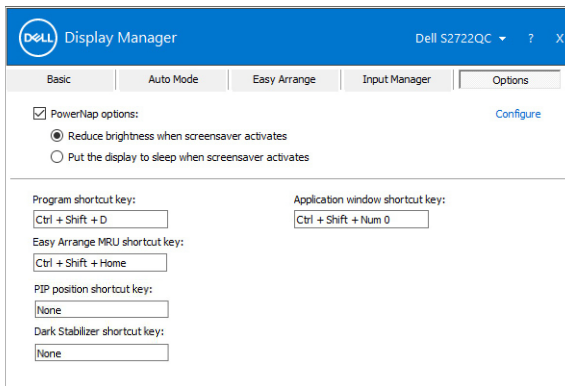 DELL Display Manager
Dell S2722QC ? X
Basic Auto Mode Easy Arrange Input Manager Options
PowerNap options: Configure
Reduce brightness when screensaver activates
Put the display to sleep when screensaver activates
Program shortcut key: Application window shortcut key:
Ctrl + Shift + D Ctrl + Shift + Num 0
Easy Arrange MRU shortcut key:
Ctrl + Shift + Home
PIP position shortcut key:
None
Dark Stabilizer shortcut key:
None